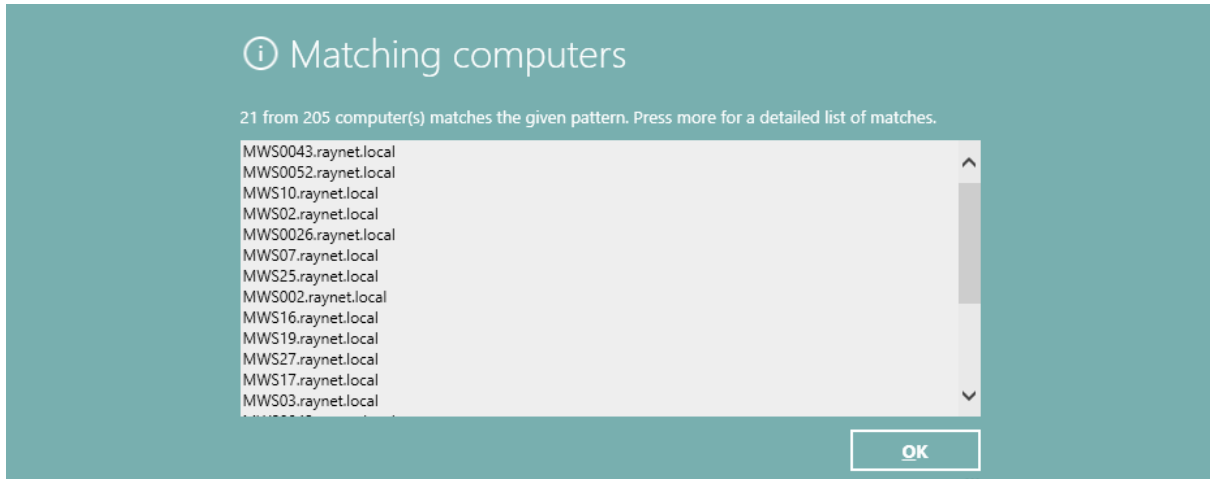 Matching computers
21 from 205 computer(s) matches the given pattern. Press more for a detailed list of matches.
MWS0043.raynet.local
MWS0052.raynet.local
MWS10.raynet.local
MWS02.raynet.local
MWS0026.raynet.local
MWS07.raynet.local
MWS25.raynet.local
MWS002.raynet.local
MWS16.raynet.local
MWS19.raynet.local
MWS27.raynet.local
MWS17.raynet.local
MWS03.raynet.local
OK